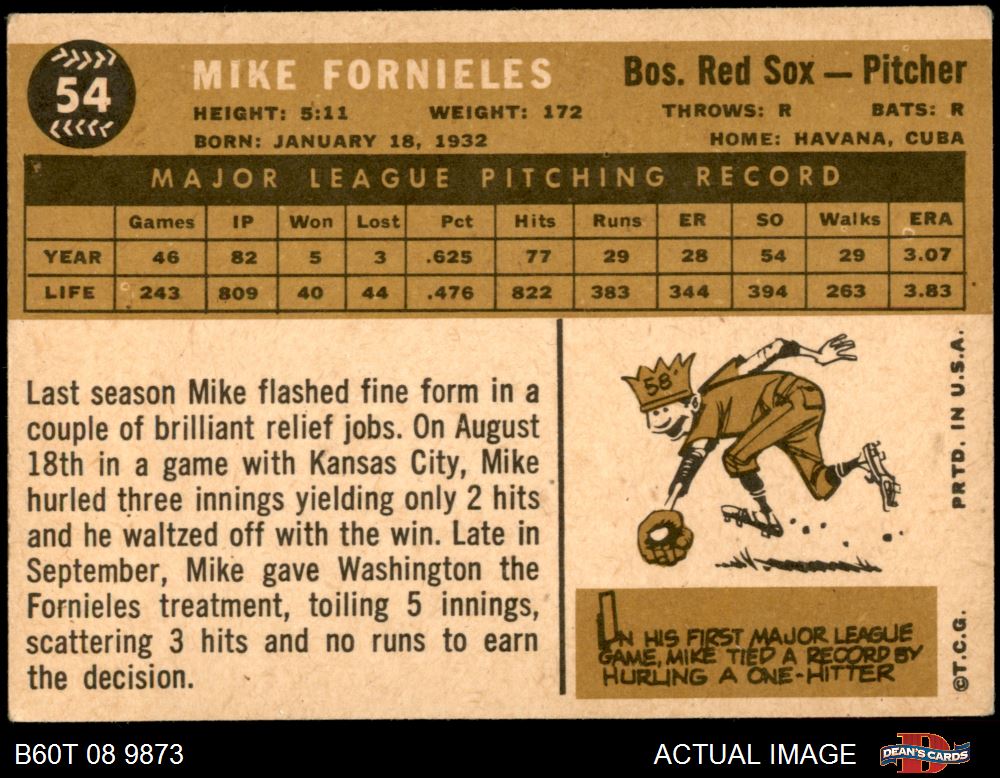 54
MIKE FORNIELES
Bos. Red Sox — Pitcher
HEIGHT: 5:11 WEIGHT: 172 THROWS: R BATS: R
BORN: JANUARY 18, 1932 HOME: HAVANA, CUBA
MAJOR LEAGUE PITCHING RECORD
Games IP Won Lost Pct Hits Runs ER SO Walks ERA
YEAR 46 82 5 3 .625 77 29 28 54 29 3.07
LIFE 243 809 40 44 .476 822 383 344 394 263 3.83
Last season Mike flashed fine form in a
couple of brilliant relief jobs. On August
18th in a game with Kansas City, Mike
hurled three innings yielding only 2 hits
and he waltzed off with the win. Late in
September, Mike gave Washington the
Fornieles treatment, toiling 5 innings,
scattering 3 hits and no runs to earn
the decision.
58
IN HIS FIRST MAJOR LEAGUE
GAME, MIKE TIED A RECORD BY
HURLING A ONE-HITTER
©T.C.G. PRTD. IN U.S.A.
B60T 08 9873
ACTUAL IMAGE
DEAN'S CARDS